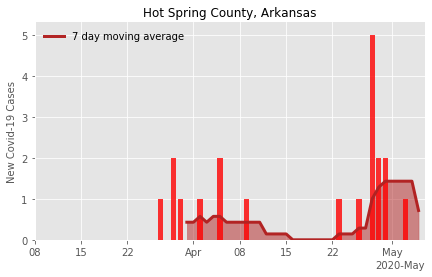 Hot Spring County, Arkansas
7 day moving average
New Covid-19 Cases
5
4
3
2
1
0
08 15 22 Apr 08 15 22 May
2020-May